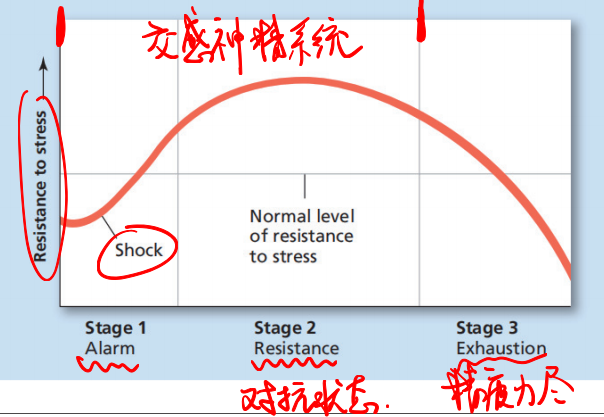 交感神精系统
Resistance to stress
Shock
Normal level
of resistance
to stress
Stage 1
Alarm
Stage 2
Resistance
Stage 3
Exhaustion
对抗状态.
精疲力尽